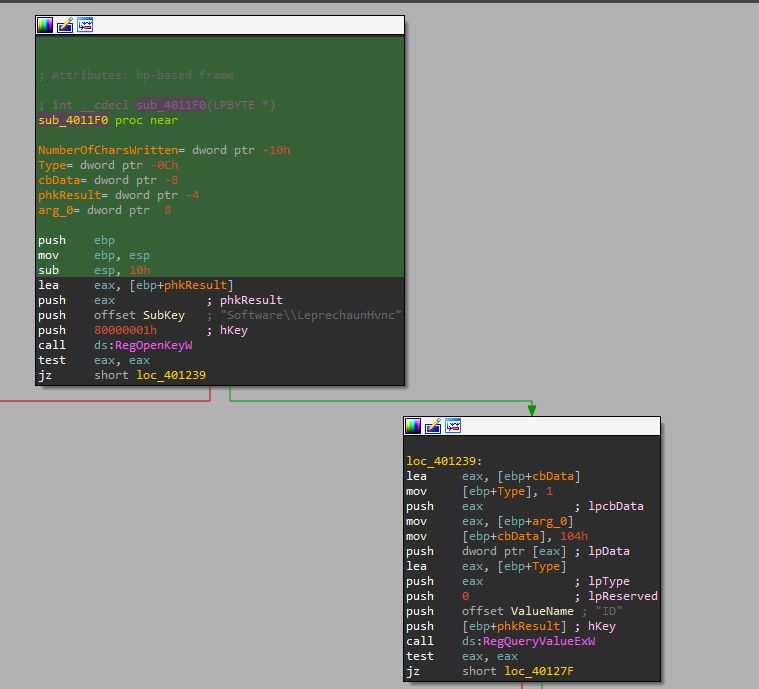 ; Attributes: bp-based frame
; int __cdecl sub_4011F0(LPBYTE *)
sub_4011F0 proc near
NumberOfCharsWritten= dword ptr -10h
Type= dword ptr -0Ch
cbData= dword ptr -8
phkResult= dword ptr -4
arg_0= dword ptr  8
push    ebp
mov     ebp, esp
sub     esp, 10h
lea     eax, [ebp+phkResult]
push    eax             ; phkResult
push    offset SubKey   ; "Software\\LeprechaunHvnc"
push    80000001h       ; hKey
call    ds:RegOpenKeyW
test    eax, eax
jz      short loc_401239
loc_401239:
lea     eax, [ebp+cbData]
mov     [ebp+Type], 1
push    eax             ; lpcbData
mov     eax, [ebp+arg_0]
mov     [ebp+cbData], 104h
push    dword ptr [eax] ; lpData
lea     eax, [ebp+Type]
push    eax             ; lpType
push    0               ; lpReserved
push    offset ValueName ; "ID"
push    [ebp+phkResult] ; hKey
call    ds:RegQueryValueExW
test    eax, eax
jz      short loc_40127F